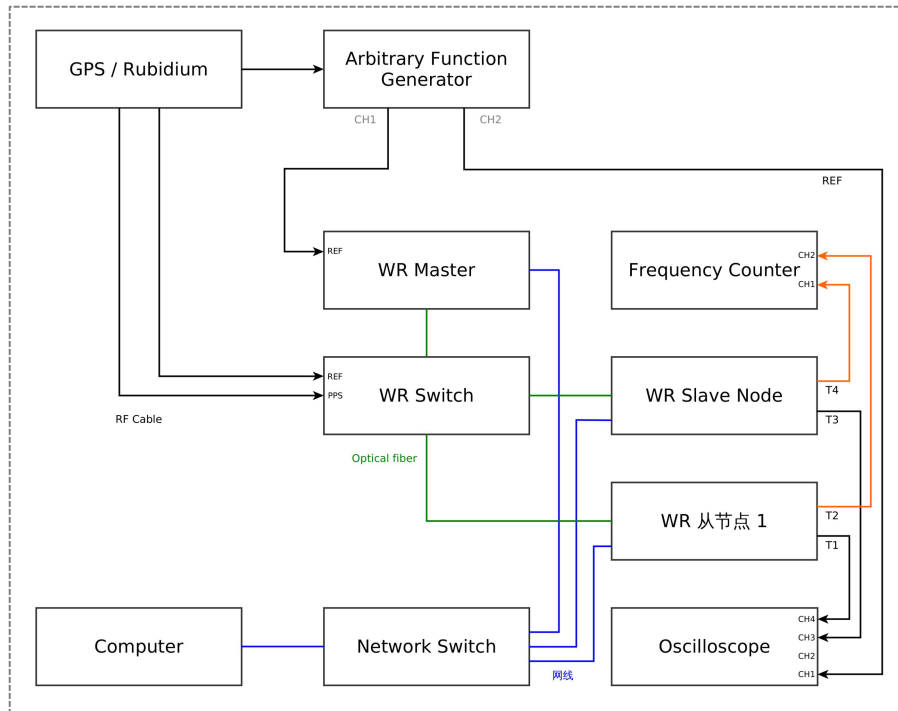 GPS / Rubidium
Arbitrary Function
Generator
CH1
CH2
REF
REF
WR Master
Frequency Counter
CH2
CH1
REF
PPS
WR Switch
WR Slave Node
T4
T3
RF Cable
Optical fiber
WR 从节点 1
T2
T1
Computer
Network Switch
网线
Oscilloscope
CH4
CH3
CH2
CH1